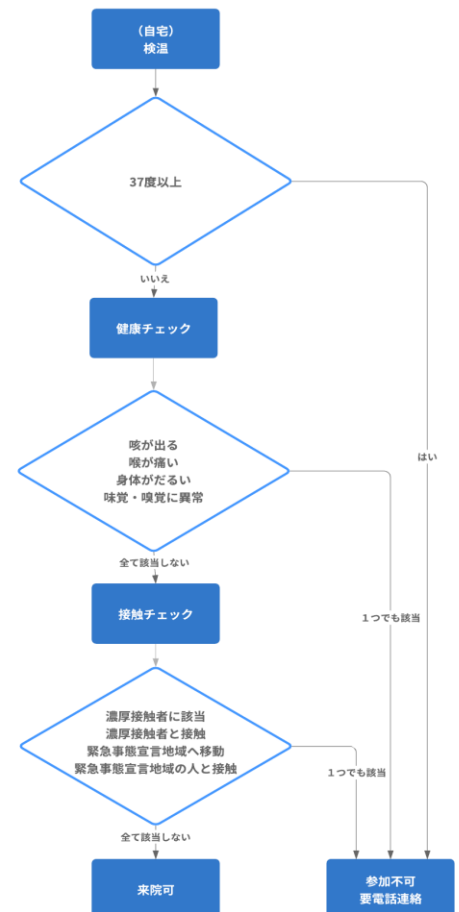 （自宅）
検温
37度以上
いいえ
はい
健康チェック
咳が出る
喉が痛い
身体がだるい
味覚・嗅覚に異常
全て該当しない
１つでも該当
接触チェック
濃厚接触者に該当
濃厚接触者と接触
緊急事態宣言地域へ移動
緊急事態宣言地域の人と接触
１つでも該当
全て該当しない
来院可
参加不可
要電話連絡